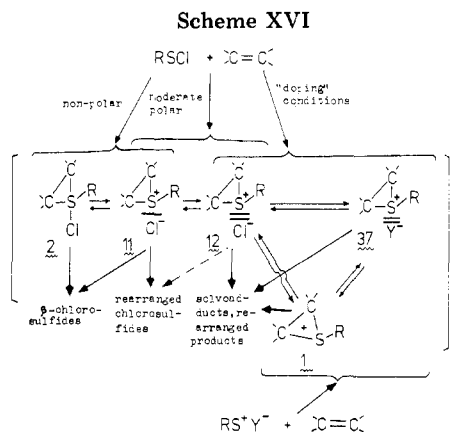 Scheme XVI
RSCl + >C=C<
non-polar
moderate
polar
"doping"
conditions
C
C S R
Cl
2
C
C S+ R
Cl−
11
C
C S+ R
Cl−
12
C
C S+ R
Y−
37
β-chloro-
sulfides
rearranged
chlorosul-
fides
solvoad-
ducts, re-
arranged
products
C
C + S R
1
RS+Y− + >C=C<